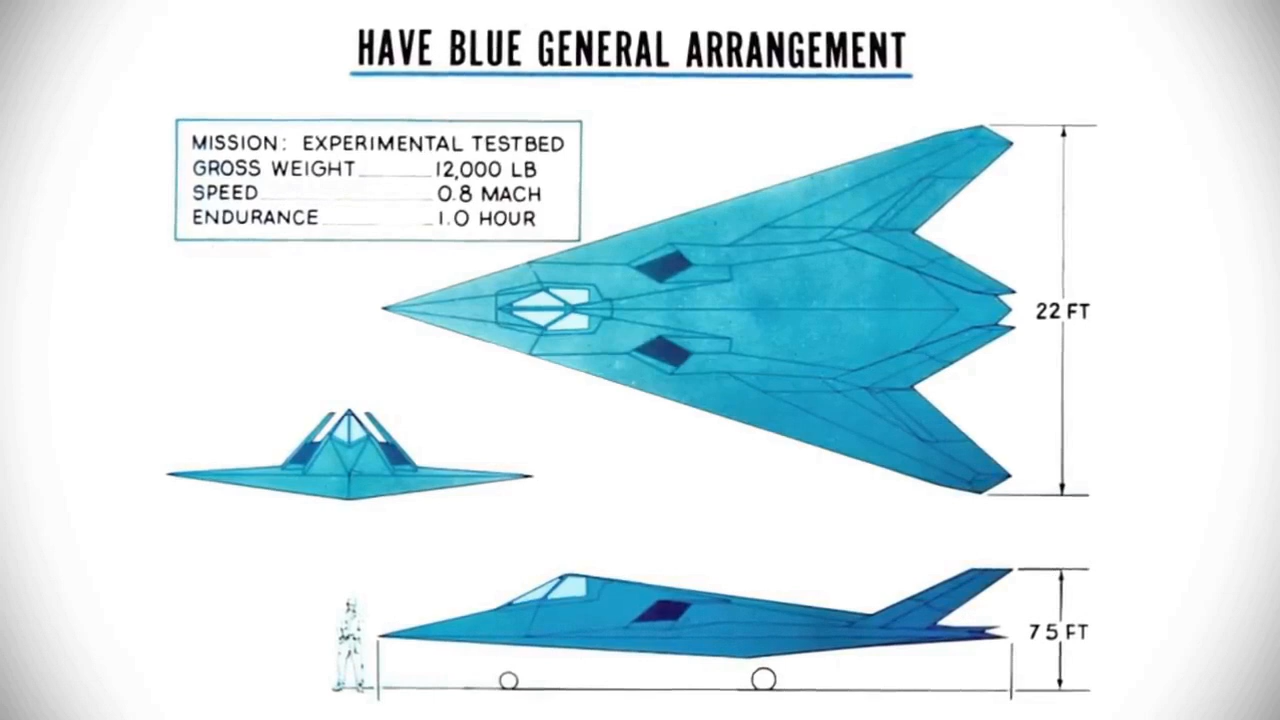 HAVE BLUE GENERAL ARRANGEMENT
MISSION: EXPERIMENTAL TESTBED
GROSS WEIGHT 12,000 LB
SPEED 0.8 MACH
ENDURANCE 1.0 HOUR
22 FT
7 5 FT